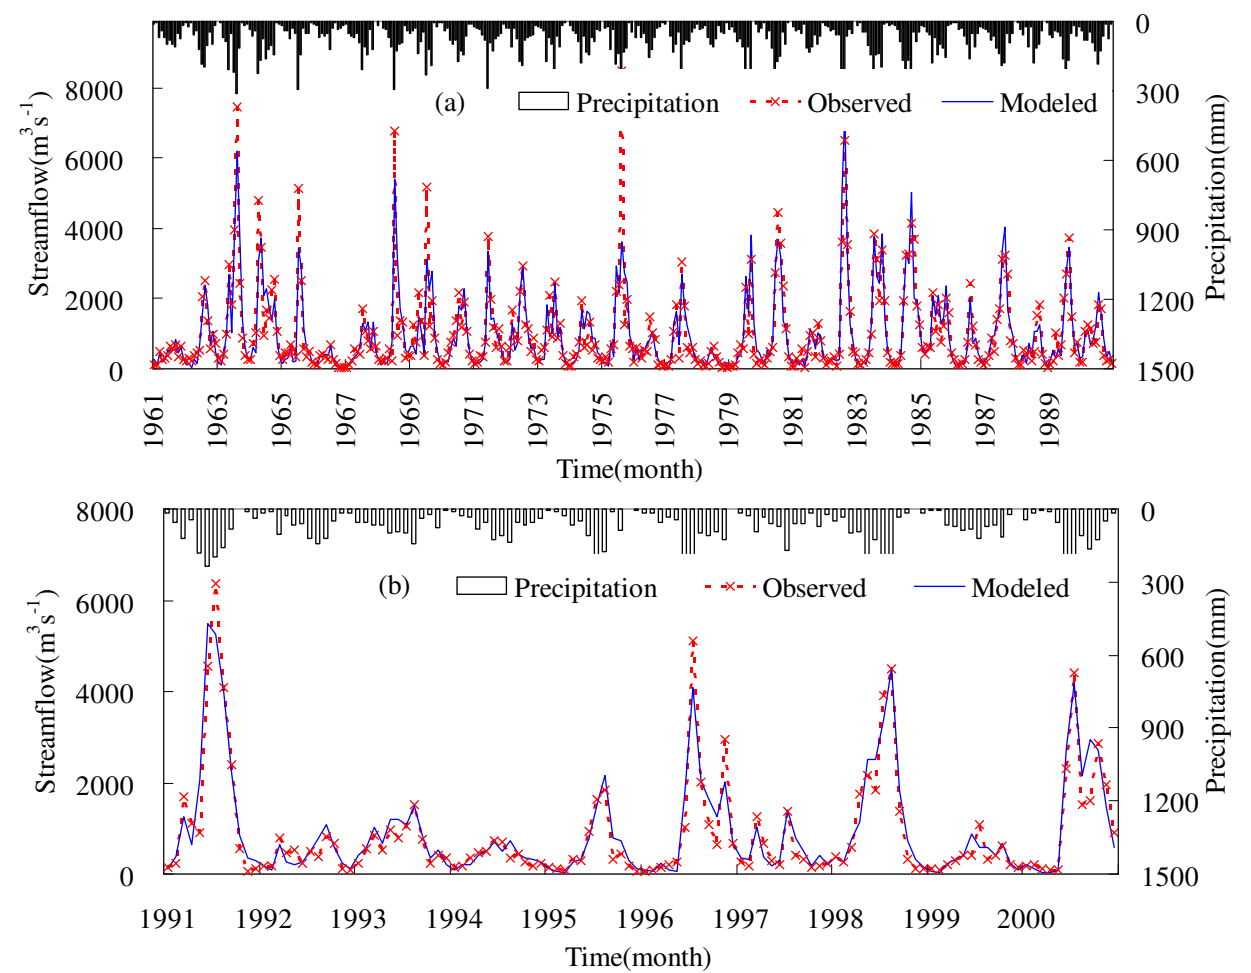 0
8000
(a)
Precipitation
Observed
Modeled
300
6000
600
4000
900
2000
1200
0
1500
Streamflow(m³s⁻¹)
Precipitation(mm)
1961 1963 1965 1967 1969 1971 1973 1975 1977 1979 1981 1983 1985 1987 1989
Time(month)
8000
0
(b)
Precipitation
Observed
Modeled
300
6000
600
4000
900
2000
1200
0
1500
Streamflow(m³s⁻¹)
Precipitation(mm)
1991 1992 1993 1994 1995 1996 1997 1998 1999 2000
Time(month)